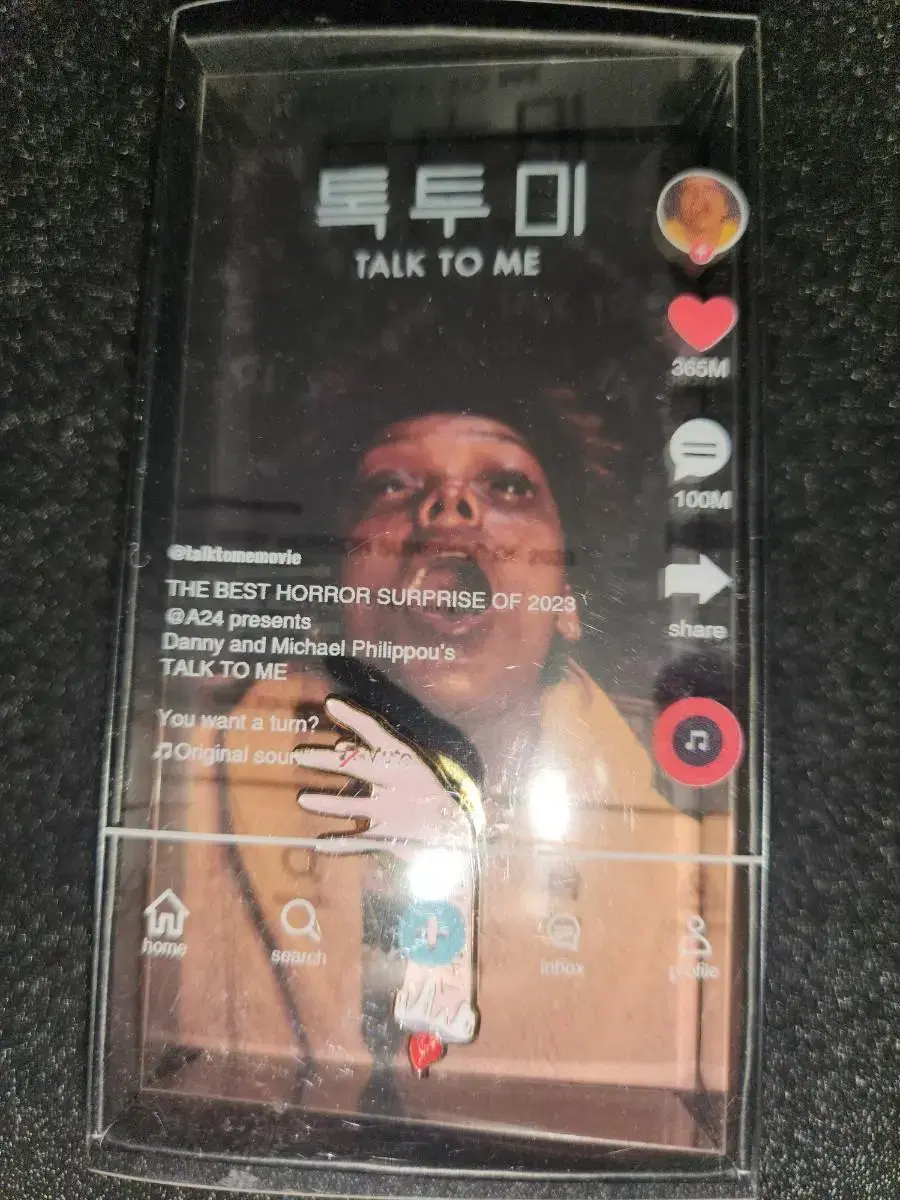 톡투미
TALK TO ME
365M
100M
share
@talktomemovie
THE BEST HORROR SURPRISE OF 2023
@A24 presents
Danny and Michael Philippou's
TALK TO ME
You want a turn?
Original
home
search
inbox
profile